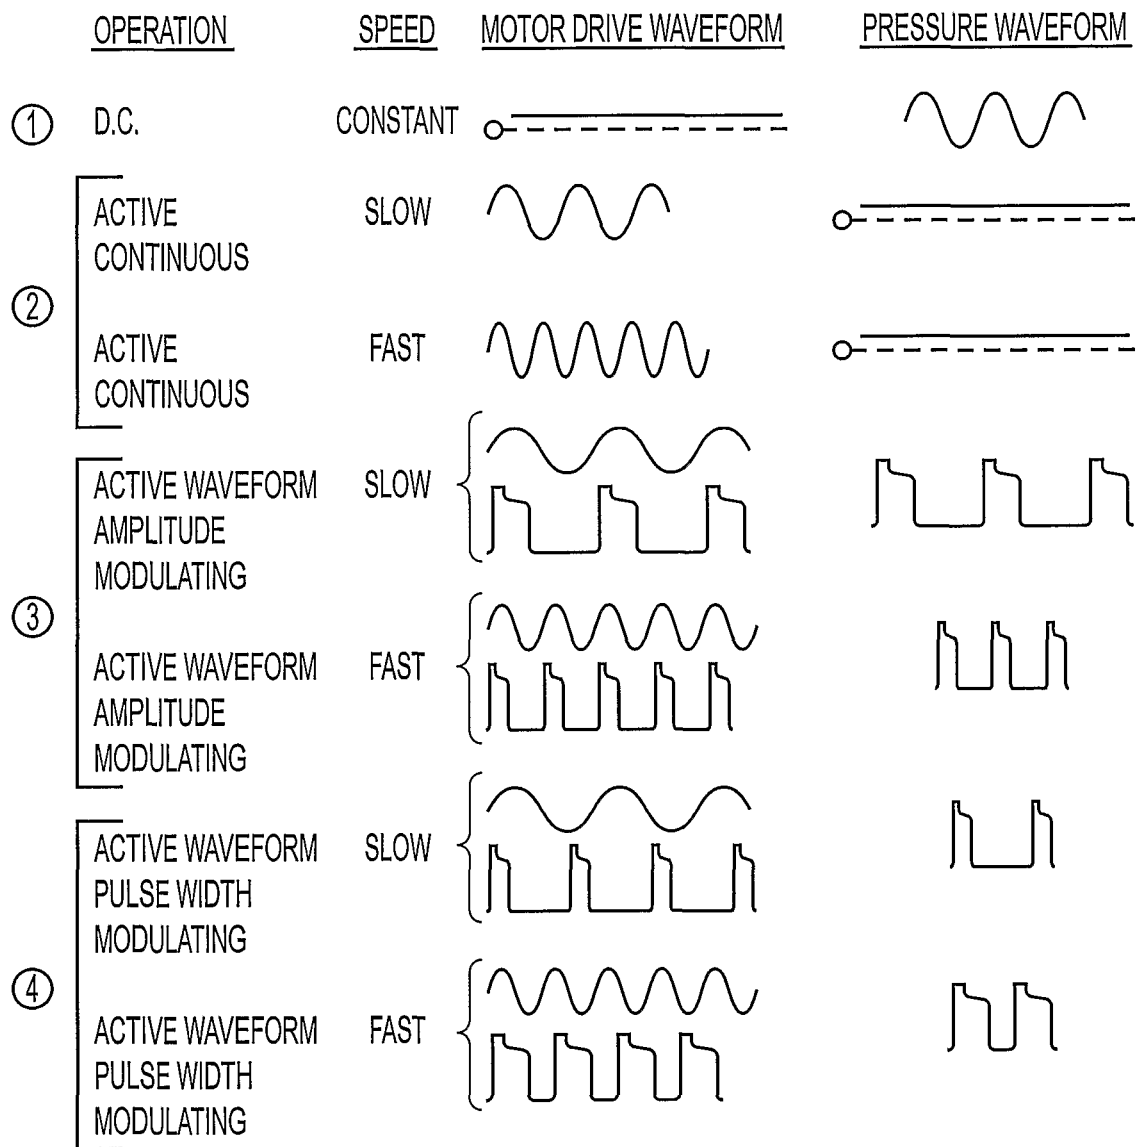 OPERATION SPEED MOTOR DRIVE WAVEFORM PRESSURE WAVEFORM
① D.C. CONSTANT
②
ACTIVE SLOW
CONTINUOUS
ACTIVE FAST
CONTINUOUS
③
ACTIVE WAVEFORM SLOW
AMPLITUDE
MODULATING
ACTIVE WAVEFORM FAST
AMPLITUDE
MODULATING
④
ACTIVE WAVEFORM SLOW
PULSE WIDTH
MODULATING
ACTIVE WAVEFORM FAST
PULSE WIDTH
MODULATING